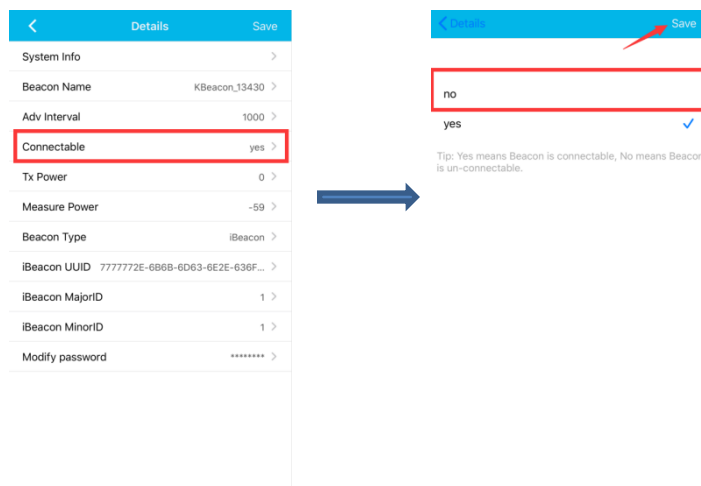 Details Save
System Info
Beacon Name KBeacon_13430
Adv Interval 1000
Connectable yes
Tx Power 0
Measure Power -59
Beacon Type iBeacon
iBeacon UUID 7777772E-6B6B-6D63-6E2E-636F...
iBeacon MajorID 1
iBeacon MinorID 1
Modify password ********
Details Save
no
yes
Tip: Yes means Beacon is connectable, No means Beacon
is un-connectable.